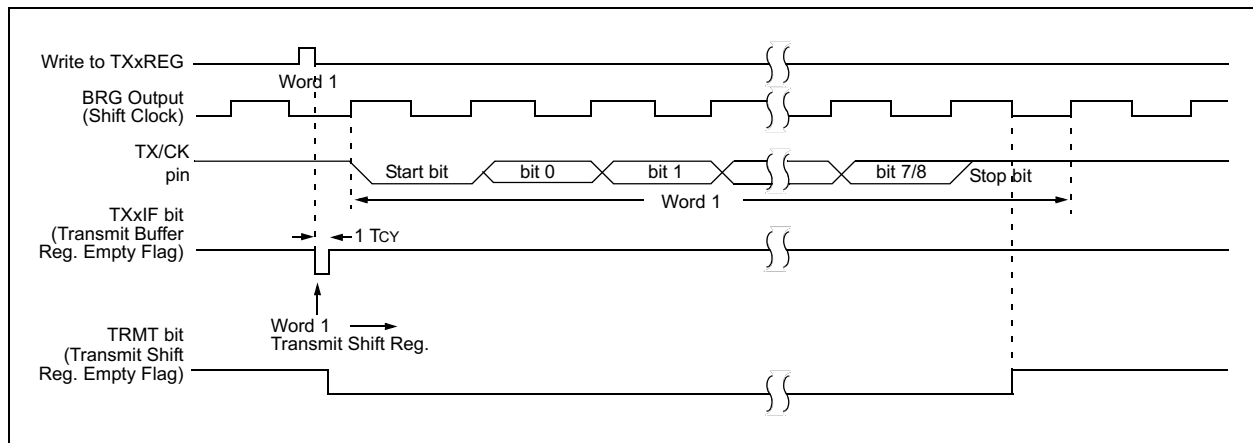 Write to TXxREG
Word 1
BRG Output
(Shift Clock)
TX/CK
pin
Start bit
bit 0
bit 1
bit 7/8
Stop bit
Word 1
TXxIF bit
(Transmit Buffer
Reg. Empty Flag)
1 TCY
Word 1
Transmit Shift Reg.
TRMT bit
(Transmit Shift
Reg. Empty Flag)